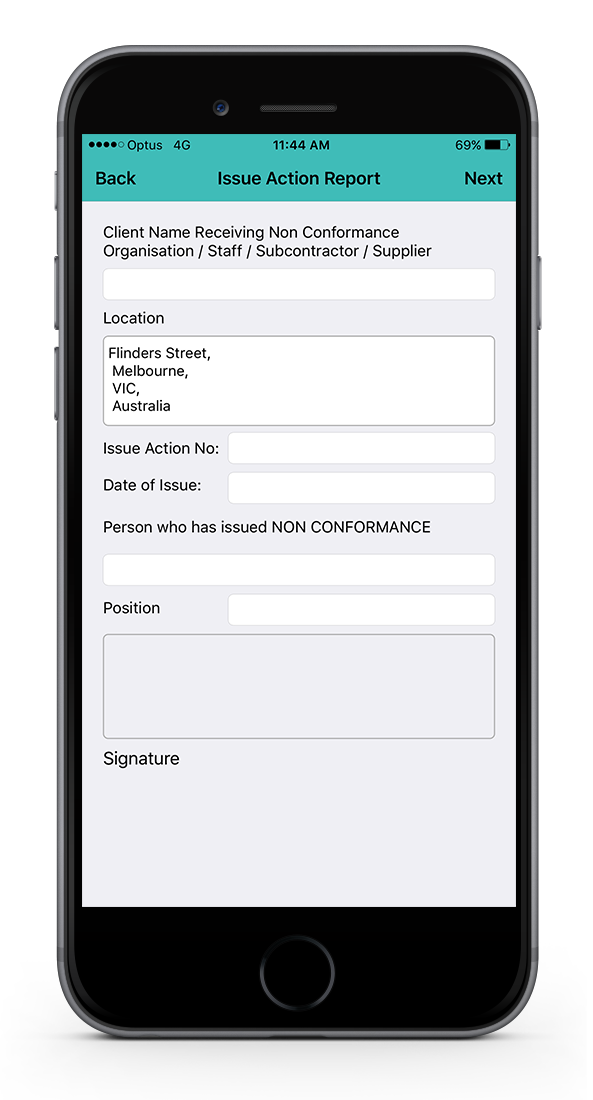 Optus 4G 11:44 AM 69%
Back Issue Action Report Next
Client Name Receiving Non Conformance
Organisation / Staff / Subcontractor / Supplier
Location
Flinders Street,
Melbourne,
VIC,
Australia
Issue Action No:
Date of Issue:
Person who has issued NON CONFORMANCE
Position
Signature